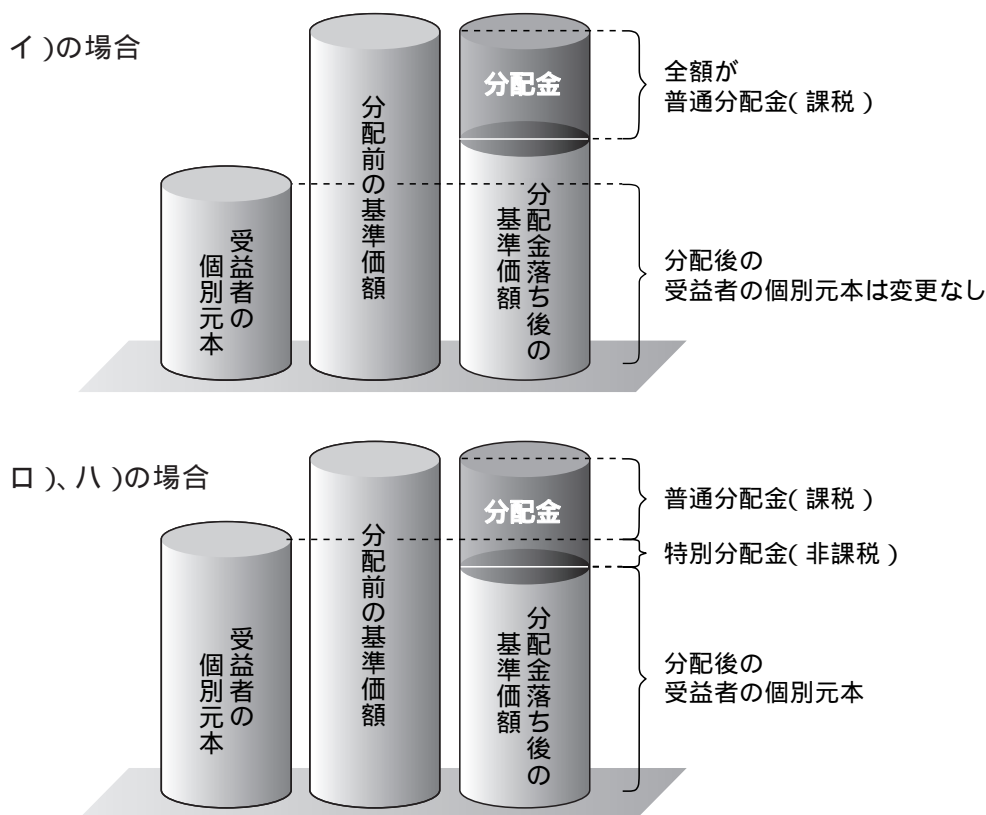 イ)の場合
受益者の
個別元本
分配前の基準価額
分配金
分配金落ち後の
基準価額
全額が
普通分配金(課税)
分配後の
受益者の個別元本は変更なし
ロ)、ハ)の場合
受益者の
個別元本
分配前の基準価額
分配金
分配金落ち後の
基準価額
普通分配金(課税)
特別分配金(非課税)
分配後の
受益者の個別元本